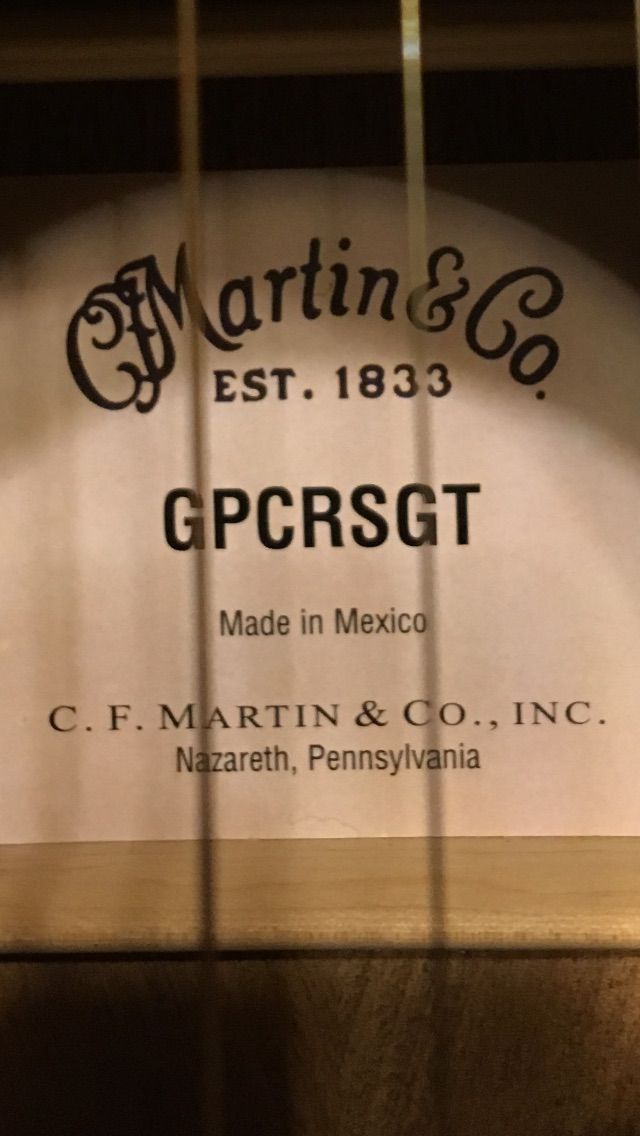 CFMartin & Co.
EST. 1833
GPCRSGT
Made in Mexico
C. F. MARTIN & CO., INC.
Nazareth, Pennsylvania